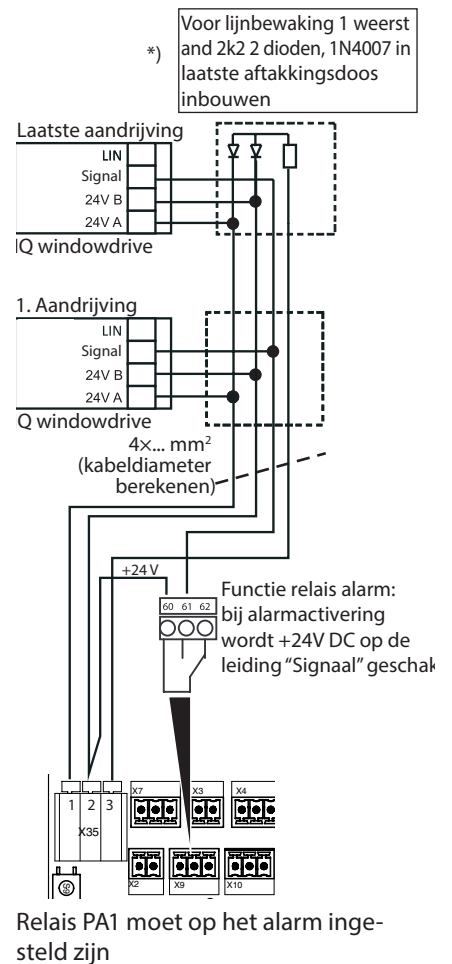 Voor lijnbewaking 1 weerst
and 2k2 2 dioden, 1N4007 in
laatste aftakkingsdoos
inbouwen
*)
Laatste aandrijving
LIN
Signal
24V B
24V A
IQ windowdrive
1. Aandrijving
LIN
Signal
24V B
24V A
Q windowdrive
4×... mm²
(kabeldiameter
berekenen)
+24 V
60 61 62
Functie relais alarm:
bij alarmactivering
wordt +24V DC op de
leiding “Signaal” geschak
1 2 3
X35
X7 X3 X4
X2 X9 X10
Relais PA1 moet op het alarm inge-
steld zijn